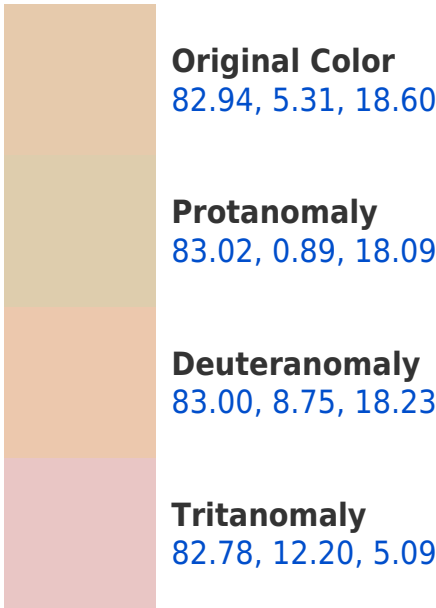 Original Color
82.94, 5.31, 18.60
Protanomaly
83.02, 0.89, 18.09
Deuteranomaly
83.00, 8.75, 18.23
Tritanomaly
82.78, 12.20, 5.09